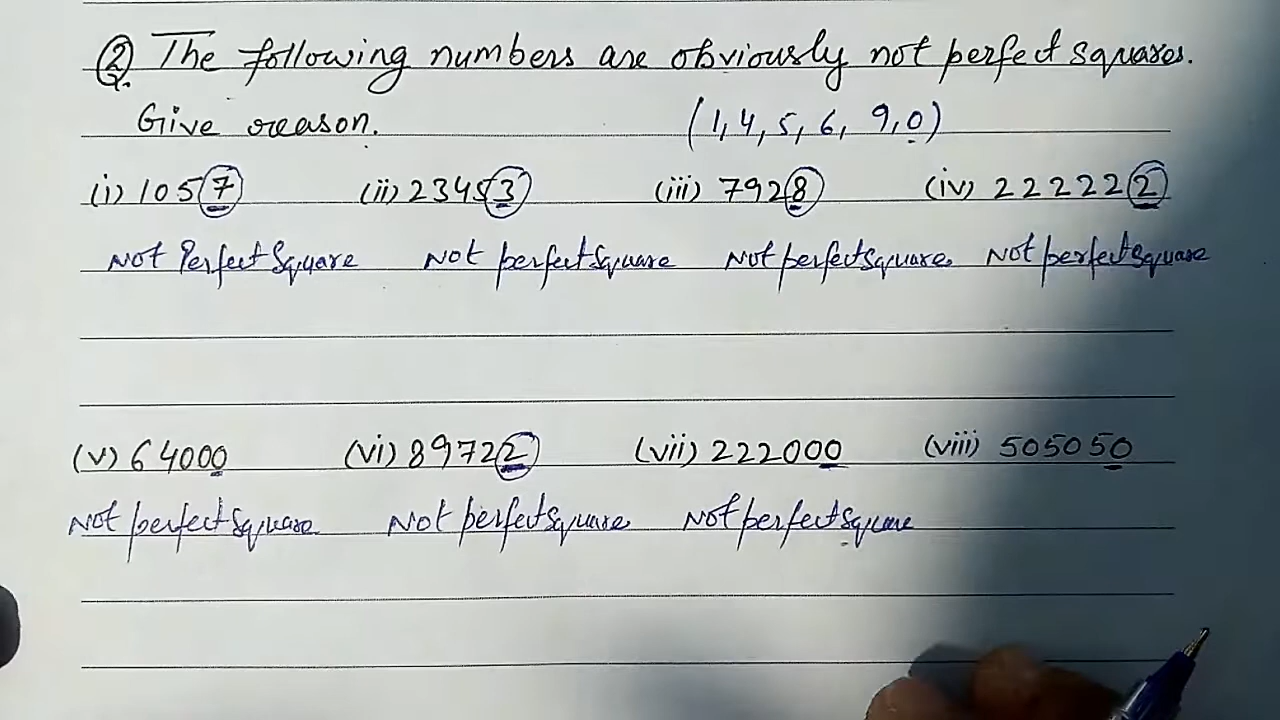 ② The following numbers are obviously not perfect squares.
Give reason. (1,4,5,6,9,0)
(i) 1057 (ii) 23453 (iii) 7928 (iv) 222222
Not Perfect Square Not perfect Square Not perfect square Not perfect square
(v) 64000 (vi) 89722 (vii) 222000 (viii) 505050
Not perfect square Not perfect square Not perfect square